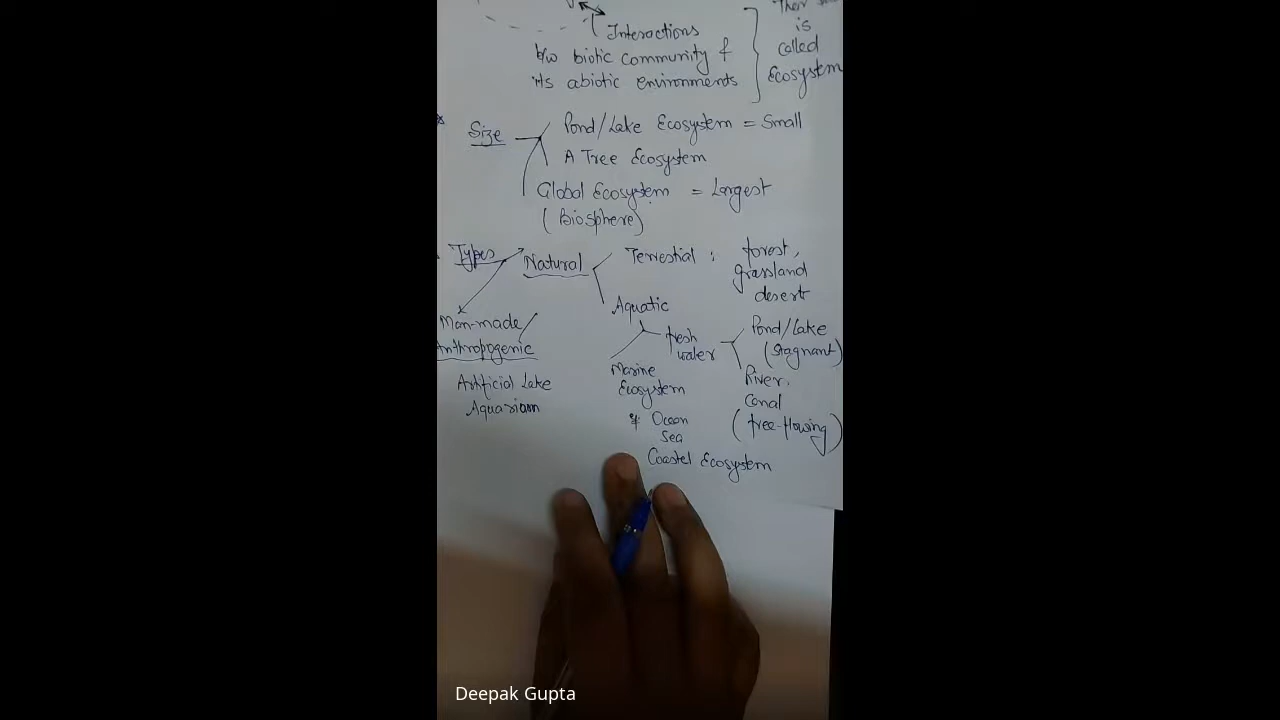 Interactions
b/w biotic community &
its abiotic environments
is
called
Ecosystem
Size
Pond/Lake Ecosystem = Small
A Tree Ecosystem
Global Ecosystem = Largest
(Biosphere)
Types
Natural
Terrestial :
forest,
grassland
desert
Aquatic
fresh
water
Pond/Lake
(stagnant)
River,
Canal
(free-flowing)
Marine
Ecosystem
* Ocean
Sea
Coastel Ecosystem
Man-made
Anthropogenic
Artificial Lake
Aquarium
Deepak Gupta